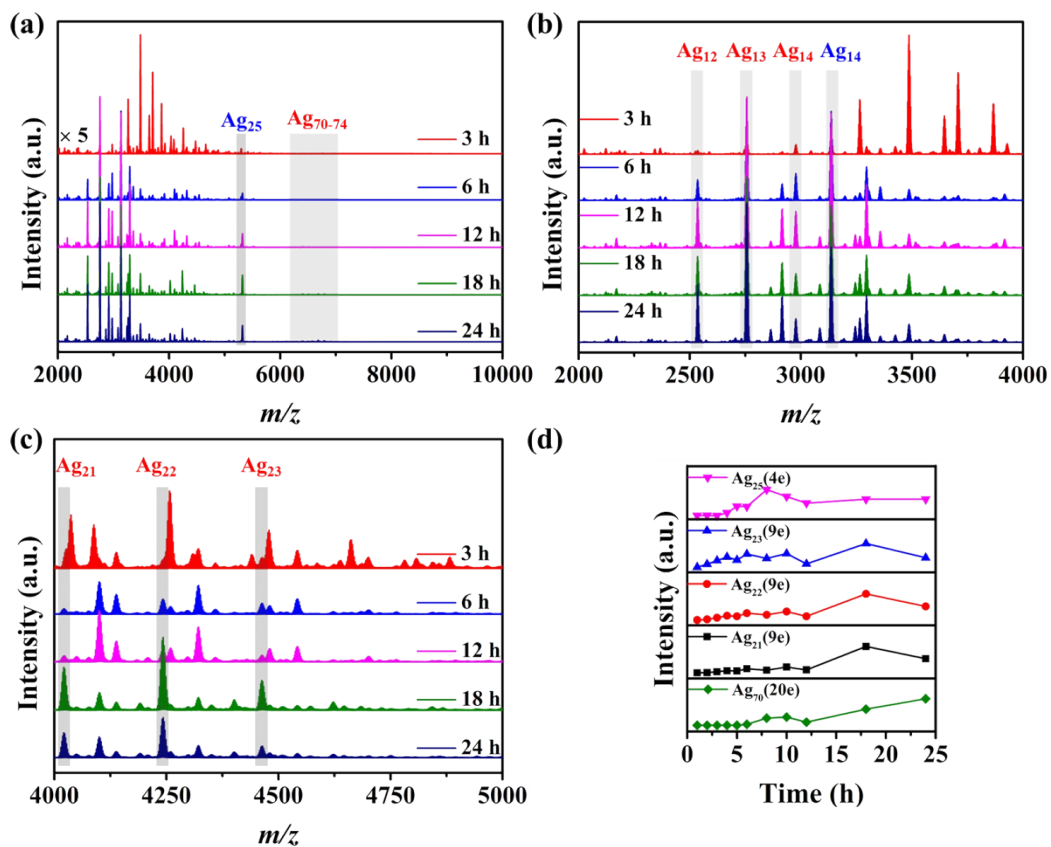 (a)
Ag25
Ag70-74
× 5
3 h
6 h
12 h
18 h
24 h
Intensity (a.u.)
2000 4000 6000 8000 10000
m/z
(b)
Ag12 Ag13 Ag14 Ag14
3 h
6 h
12 h
18 h
24 h
Intensity (a.u.)
2000 2500 3000 3500 4000
m/z
(c)
Ag21 Ag22 Ag23
3 h
6 h
12 h
18 h
24 h
Intensity (a.u.)
4000 4250 4500 4750 5000
m/z
(d)
Ag25(4e)
Ag23(9e)
Ag22(9e)
Ag21(9e)
Ag70(20e)
Intensity (a.u.)
0 5 10 15 20 25
Time (h)